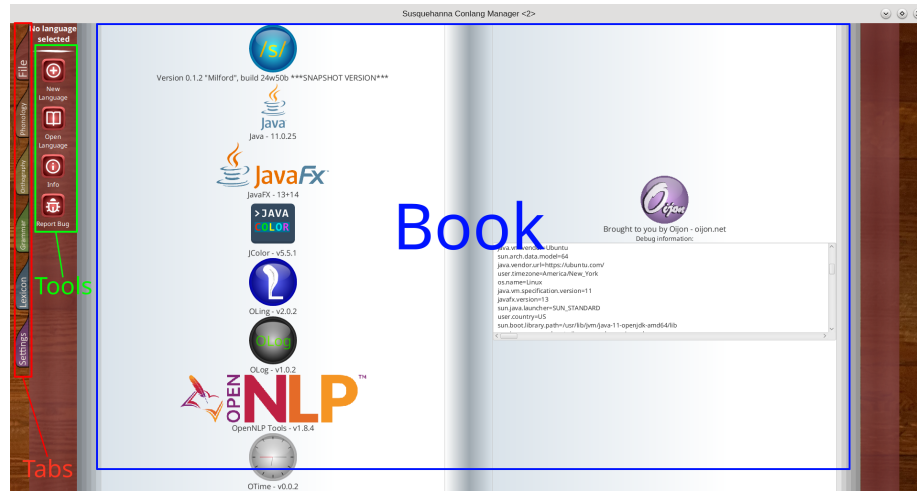 Susquehanna Conlang Manager <2>
No language
selected
File
Phonology
Orthography
Grammar
Lexicon
Settings
Tabs
New
Language
Open
Language
Info
Report Bug
Tools
Book
/s/
Version 0.1.2 "Milford", build 24w50b ***SNAPSHOT VERSION***
Java
Java - 11.0.25
JavaFX
JavaFX - 13+14
>JAVA
COLOR
JColor - v5.5.1
OLing - v2.0.2
OLog
OLog - v1.0.2
OPEN NLP™
OpenNLP Tools - v1.8.4
OTime - v0.0.2
Oijon
Brought to you by Oijon - oijon.net
Debug information:
java.vm.vendor=Ubuntu
sun.arch.data.model=64
java.vendor.url=https://ubuntu.com/
user.timezone=America/New_York
os.name=Linux
java.vm.specification.version=11
javafx.version=13
sun.java.launcher=SUN_STANDARD
user.country=US
sun.boot.library.path=/usr/lib/jvm/java-11-openjdk-amd64/lib